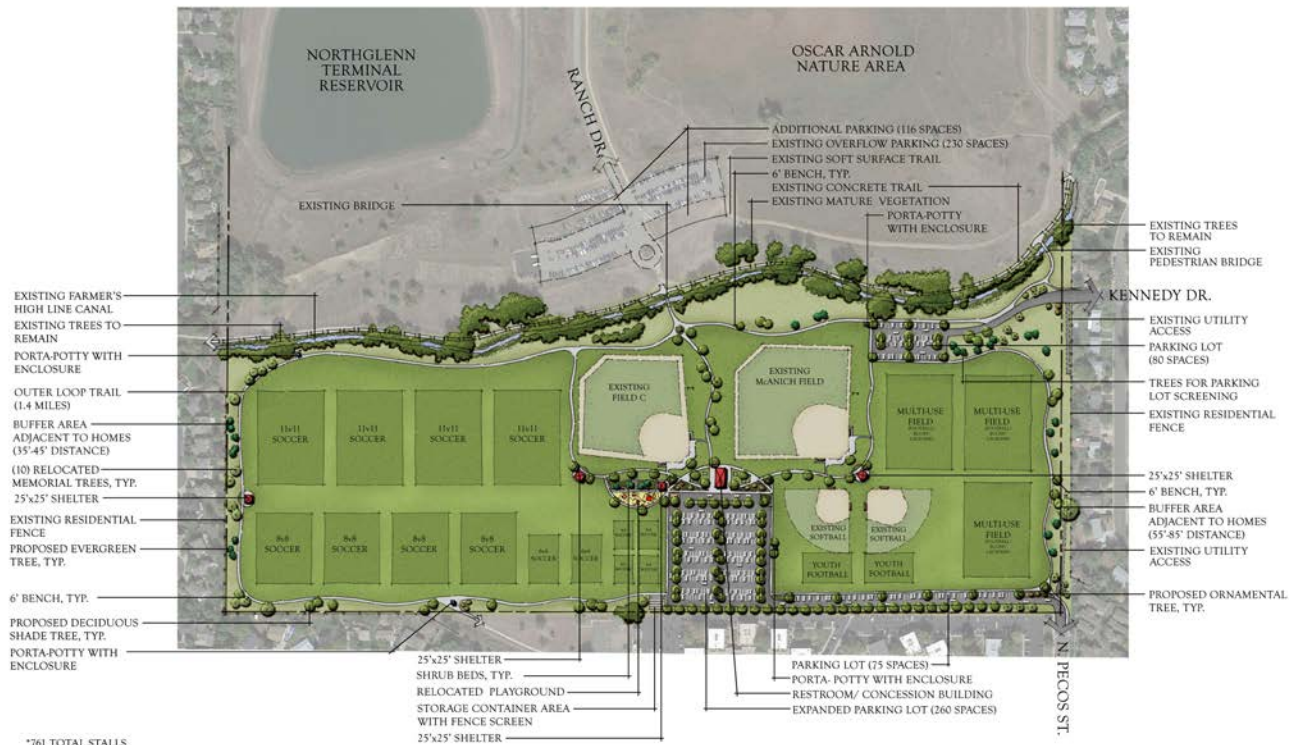 NORTHGLENN
TERMINAL
RESERVOIR
OSCAR ARNOLD
NATURE AREA
RANCH DR.
ADDITIONAL PARKING (116 SPACES)
EXISTING OVERFLOW PARKING (230 SPACES)
EXISTING SOFT SURFACE TRAIL
6' BENCH, TYP.
EXISTING CONCRETE TRAIL
EXISTING MATURE VEGETATION
PORTA-POTTY
WITH ENCLOSURE
EXISTING BRIDGE
EXISTING TREES
TO REMAIN
EXISTING
PEDESTRIAN BRIDGE
KENNEDY DR.
EXISTING UTILITY
ACCESS
PARKING LOT
(80 SPACES)
TREES FOR PARKING
LOT SCREENING
EXISTING RESIDENTIAL
FENCE
25'x25' SHELTER
6' BENCH, TYP.
BUFFER AREA
ADJACENT TO HOMES
(55'-85' DISTANCE)
EXISTING UTILITY
ACCESS
PROPOSED ORNAMENTAL
TREE, TYP.
N. PECOS ST.
EXISTING FARMER'S
HIGH LINE CANAL
EXISTING TREES TO
REMAIN
PORTA-POTTY WITH
ENCLOSURE
OUTER LOOP TRAIL
(1.4 MILES)
BUFFER AREA
ADJACENT TO HOMES
(35'-45' DISTANCE)
(10) RELOCATED
MEMORIAL TREES, TYP.
25'x25' SHELTER
EXISTING RESIDENTIAL
FENCE
PROPOSED EVERGREEN
TREE, TYP.
6' BENCH, TYP.
PROPOSED DECIDUOUS
SHADE TREE, TYP.
PORTA-POTTY WITH
ENCLOSURE
11v11
SOCCER
11v11
SOCCER
11v11
SOCCER
11v11
SOCCER
EXISTING
FIELD C
EXISTING
McANICH FIELD
MULTI-USE
FIELD
MULTI-USE
FIELD
8v8
SOCCER
8v8
SOCCER
8v8
SOCCER
8v8
SOCCER
SOCCER
SOCCER
EXISTING
SOFTBALL
EXISTING
SOFTBALL
YOUTH
FOOTBALL
YOUTH
FOOTBALL
MULTI-USE
FIELD
25'x25' SHELTER
SHRUB BEDS, TYP.
RELOCATED PLAYGROUND
STORAGE CONTAINER AREA
WITH FENCE SCREEN
25'x25' SHELTER
PARKING LOT (75 SPACES)
PORTA- POTTY WITH ENCLOSURE
RESTROOM/ CONCESSION BUILDING
EXPANDED PARKING LOT (260 SPACES)
*761 TOTAL STALLS